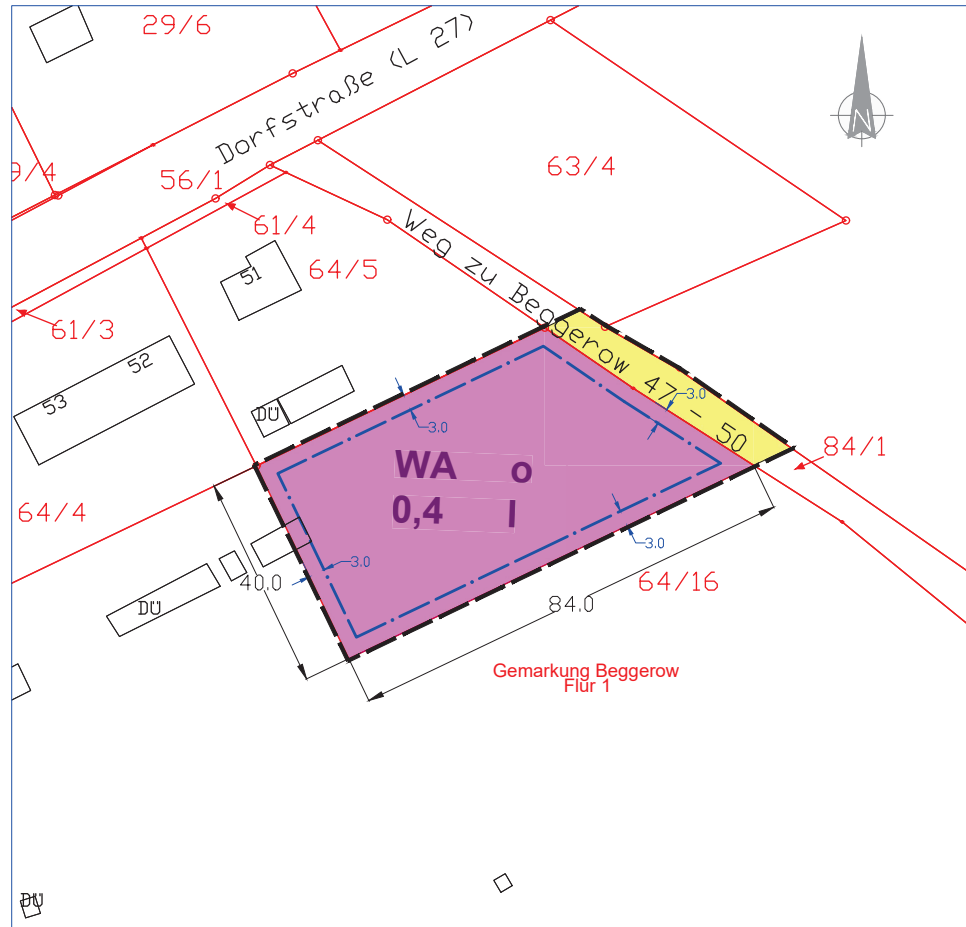 29/6
Dorfstraße (L 27)
N
9/4
56/1
63/4
61/4
51
64/5
Weg zu Beggerow 47 - 50
61/3
52
53
DÜ
3.0
3.0
84/1
WA o
0,4 I
64/4
3.0
3.0
40.0
64/16
DÜ
84.0
Gemarkung Beggerow
Flur 1
DÜ